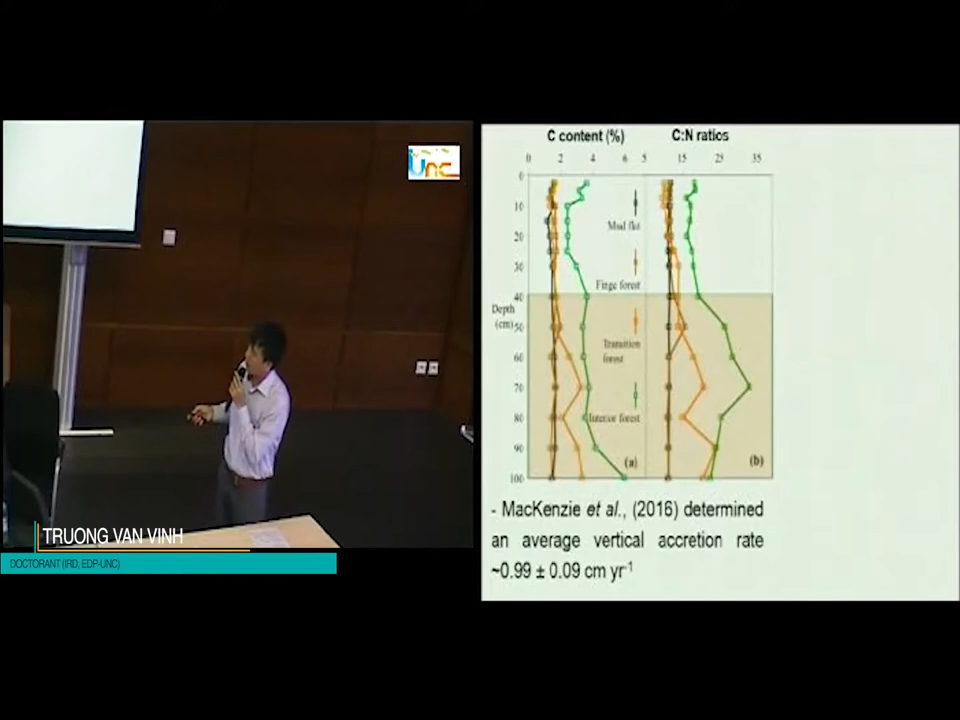 Unc
TRUONG VAN VINH
DOCTORANT (IRD, EDP-UNC)
C content (%) C:N ratios
0 2 4 6 5 15 25 35
0
10
20
30
40
Depth
(cm) 50
60
70
80
90
100
Mud flat
Finge forest
Transition
forest
Interior forest
(a) (b)
- MacKenzie et al., (2016) determined
an average vertical accretion rate
~0.99 ± 0.09 cm yr-1